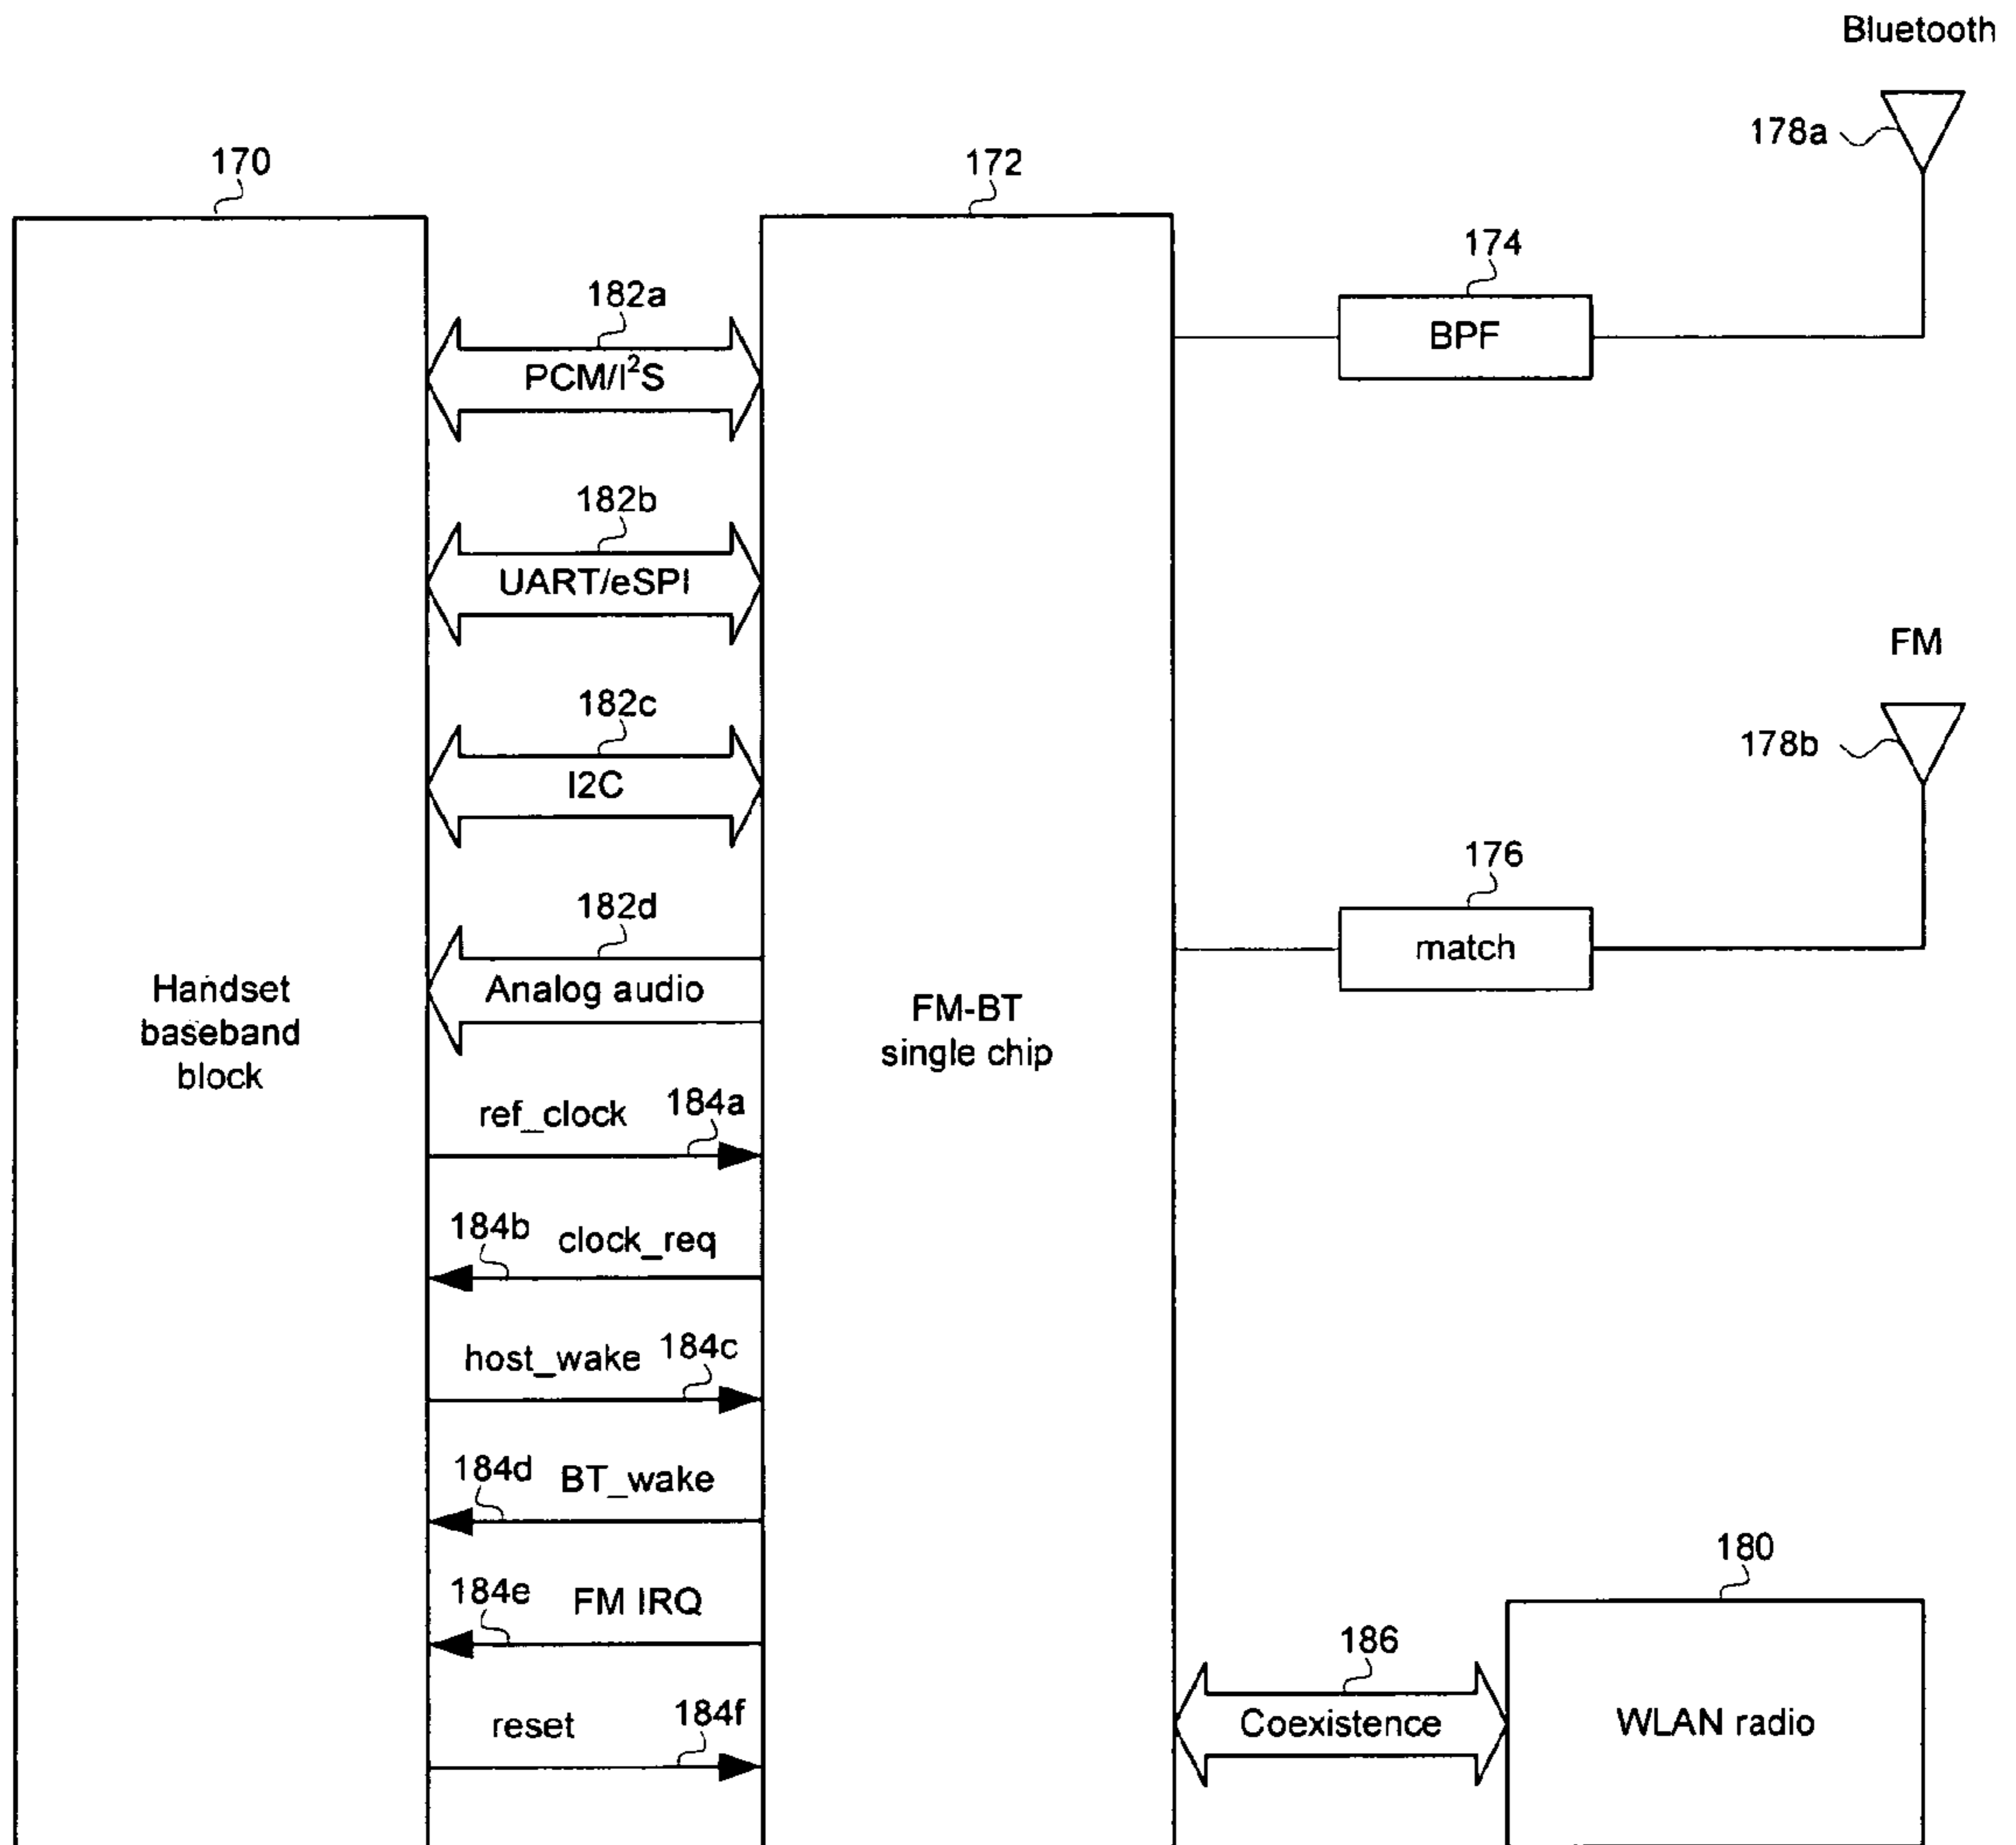 Bluetooth
178a
170
172
174
BPF
182a
PCM/I²S
182b
UART/eSPI
FM
178b
182c
I2C
176
match
182d
Analog audio
Handset
baseband
block
FM-BT
single chip
ref_clock
184a
184b
clock_req
host_wake
184c
184d
BT_wake
184e
FM IRQ
reset
184f
180
186
Coexistence
WLAN radio